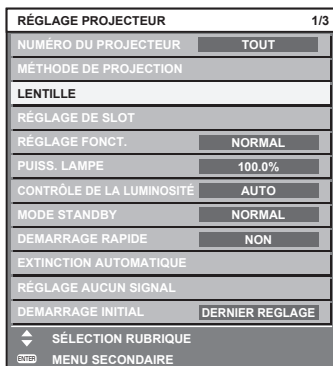 RÉGLAGE PROJECTEUR 1/3
NUMÉRO DU PROJECTEUR TOUT
MÉTHODE DE PROJECTION
LENTILLE
RÉGLAGE DE SLOT
RÉGLAGE FONCT. NORMAL
PUISS. LAMPE 100.0%
CONTRÔLE DE LA LUMINOSITÉ AUTO
MODE STANDBY NORMAL
DEMARRAGE RAPIDE NON
EXTINCTION AUTOMATIQUE
RÉGLAGE AUCUN SIGNAL
DEMARRAGE INITIAL DERNIER REGLAGE
SÉLECTION RUBRIQUE
ENTER MENU SECONDAIRE